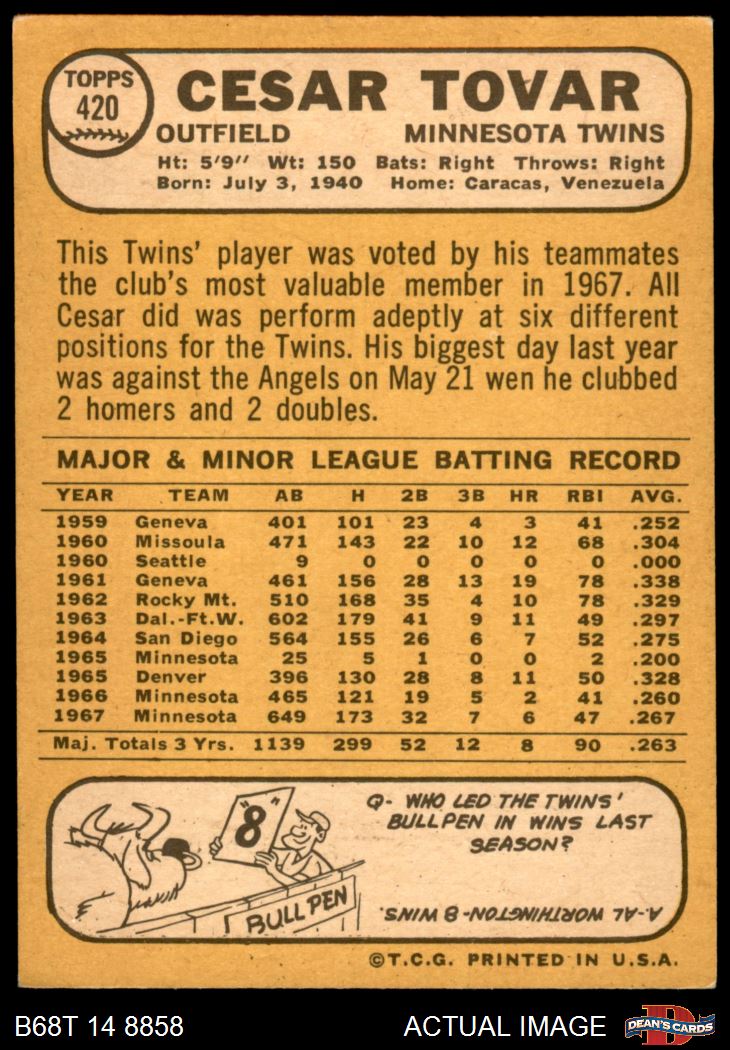 TOPPS
420
CESAR TOVAR
OUTFIELD MINNESOTA TWINS
Ht: 5'9" Wt: 150 Bats: Right Throws: Right
Born: July 3, 1940 Home: Caracas, Venezuela
This Twins' player was voted by his teammates
the club's most valuable member in 1967. All
Cesar did was perform adeptly at six different
positions for the Twins. His biggest day last year
was against the Angels on May 21 wen he clubbed
2 homers and 2 doubles.
MAJOR & MINOR LEAGUE BATTING RECORD
YEAR TEAM AB H 2B 3B HR RBI AVG.
1959 Geneva 401 101 23 4 3 41 .252
1960 Missoula 471 143 22 10 12 68 .304
1960 Seattle 9 0 0 0 0 0 .000
1961 Geneva 461 156 28 13 19 78 .338
1962 Rocky Mt. 510 168 35 4 10 78 .329
1963 Dal.-Ft.W. 602 179 41 9 11 49 .297
1964 San Diego 564 155 26 6 7 52 .275
1965 Minnesota 25 5 1 0 0 2 .200
1965 Denver 396 130 28 8 11 50 .328
1966 Minnesota 465 121 19 5 2 41 .260
1967 Minnesota 649 173 32 7 6 47 .267
Maj. Totals 3 Yrs. 1139 299 52 12 8 90 .263
"8"
BULL PEN
Q- WHO LED THE TWINS'
BULLPEN IN WINS LAST
SEASON?
A-AL WORTHINGTON-8 WINS.
©T.C.G. PRINTED IN U.S.A.
B68T 14 8858 ACTUAL IMAGE
D
DEAN'S CARDS